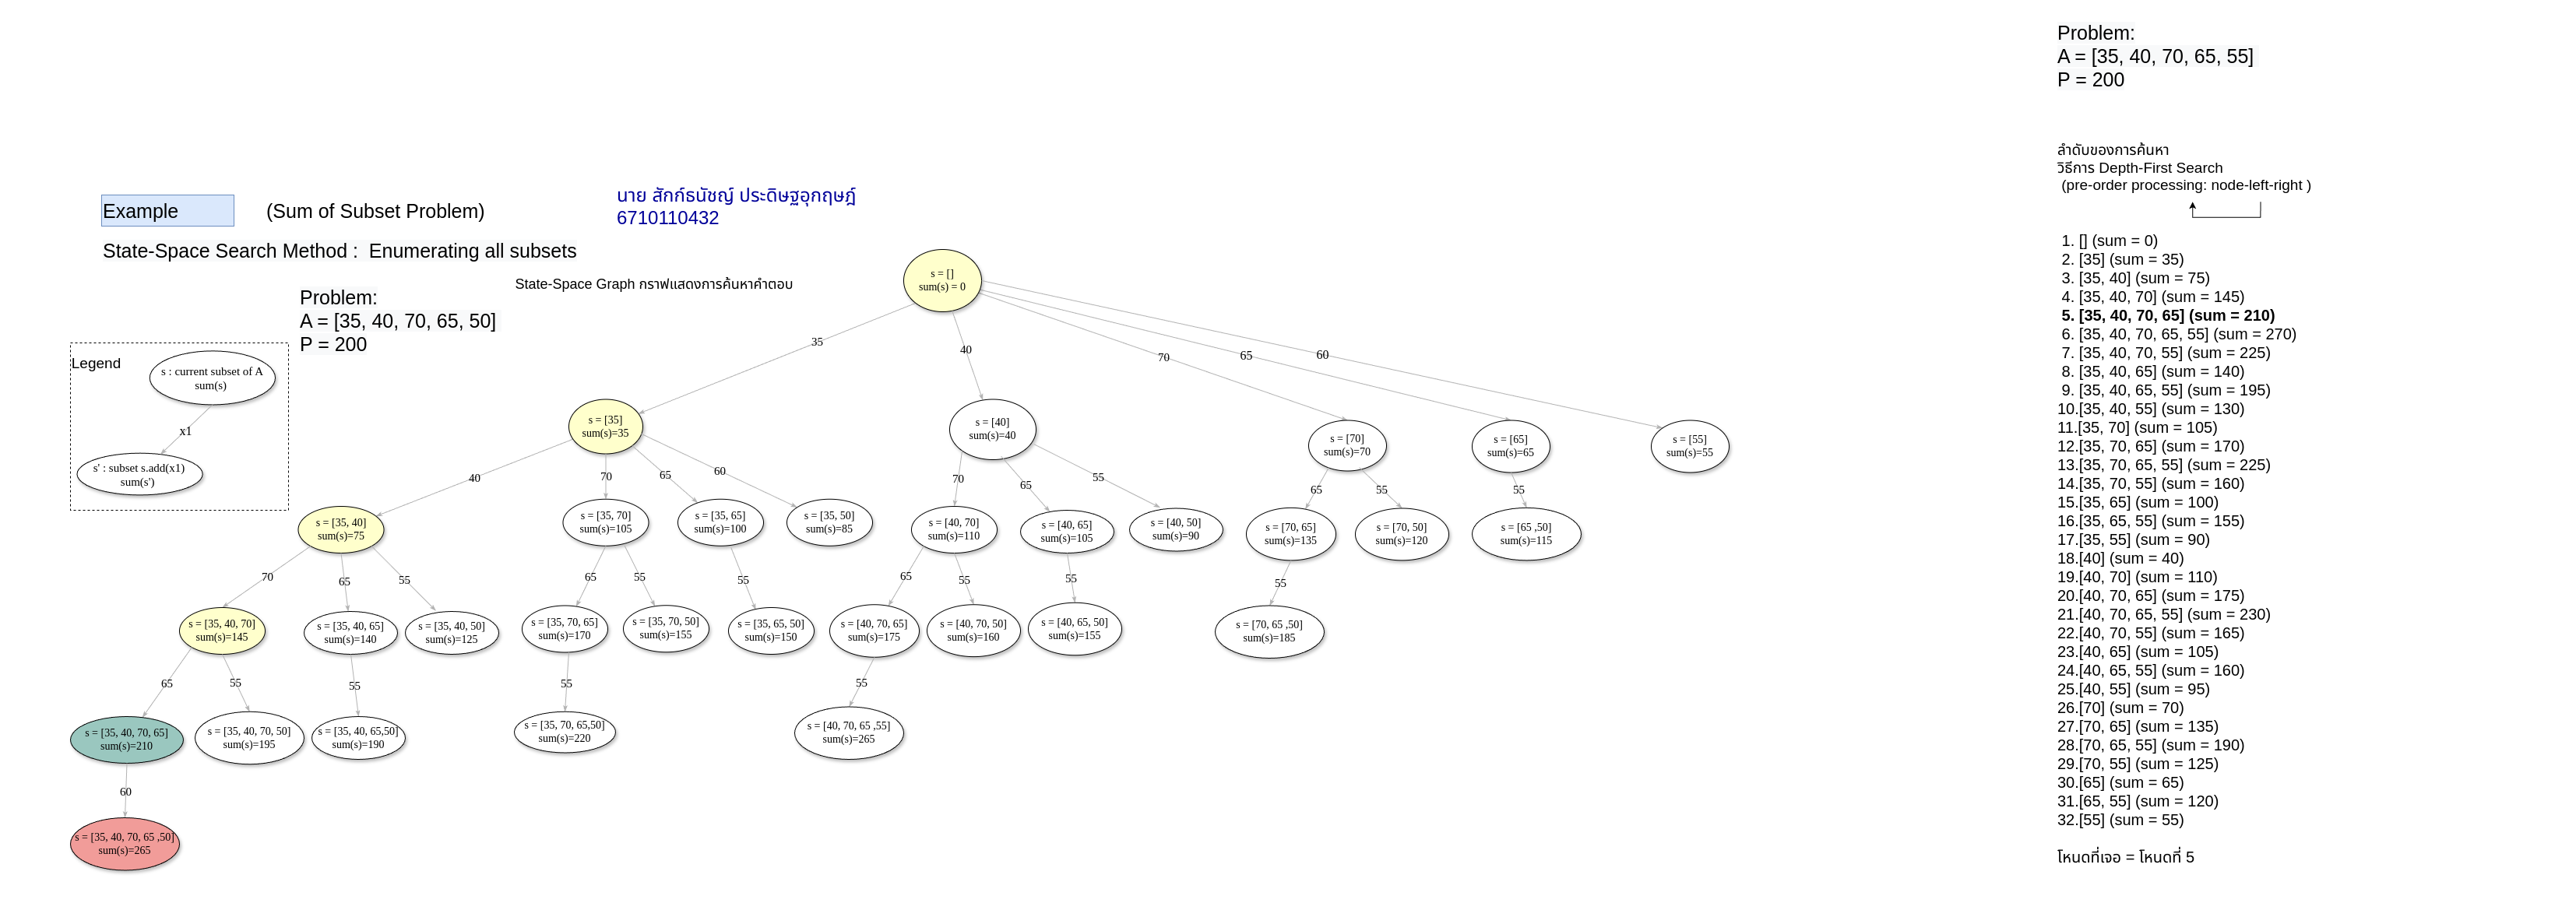 Example
(Sum of Subset Problem)
นาย สักก์ธนัชญ์ ประดิษฐอุกฤษฎ์
6710110432
State-Space Search Method :  Enumerating all subsets
State-Space Graph กราฟแสดงการค้นหาคำตอบ
Problem:
A = [35, 40, 70, 65, 50]
P = 200
Legend
s : current subset of A
sum(s)
x1
s' : subset s.add(x1)
sum(s')
s = []
sum(s) = 0
35
40
70
65
60
s = [35]
sum(s)=35
s = [40]
sum(s)=40
s = [70]
sum(s)=70
s = [65]
sum(s)=65
s = [55]
sum(s)=55
40
70
65
60
70
65
55
65
55
55
s = [35, 40]
sum(s)=75
s = [35, 70]
sum(s)=105
s = [35, 65]
sum(s)=100
s = [35, 50]
sum(s)=85
s = [40, 70]
sum(s)=110
s = [40, 65]
sum(s)=105
s = [40, 50]
sum(s)=90
s = [70, 65]
sum(s)=135
s = [70, 50]
sum(s)=120
s = [65 ,50]
sum(s)=115
70
65
55
65
55
55
65
55
55
55
s = [35, 40, 70]
sum(s)=145
s = [35, 40, 65]
sum(s)=140
s = [35, 40, 50]
sum(s)=125
s = [35, 70, 65]
sum(s)=170
s = [35, 70, 50]
sum(s)=155
s = [35, 65, 50]
sum(s)=150
s = [40, 70, 65]
sum(s)=175
s = [40, 70, 50]
sum(s)=160
s = [40, 65, 50]
sum(s)=155
s = [70, 65 ,50]
sum(s)=185
65
55
55
55
55
s = [35, 40, 70, 65]
sum(s)=210
s = [35, 40, 70, 50]
sum(s)=195
s = [35, 40, 65,50]
sum(s)=190
s = [35, 70, 65,50]
sum(s)=220
s = [40, 70, 65 ,55]
sum(s)=265
60
s = [35, 40, 70, 65 ,50]
sum(s)=265
Problem:
A = [35, 40, 70, 65, 55]
P = 200
ลำดับของการค้นหา
วิธีการ Depth-First Search
(pre-order processing: node-left-right )
1. [] (sum = 0)
2. [35] (sum = 35)
3. [35, 40] (sum = 75)
4. [35, 40, 70] (sum = 145)
5. [35, 40, 70, 65] (sum = 210)
6. [35, 40, 70, 65, 55] (sum = 270)
7. [35, 40, 70, 55] (sum = 225)
8. [35, 40, 65] (sum = 140)
9. [35, 40, 65, 55] (sum = 195)
10.[35, 40, 55] (sum = 130)
11.[35, 70] (sum = 105)
12.[35, 70, 65] (sum = 170)
13.[35, 70, 65, 55] (sum = 225)
14.[35, 70, 55] (sum = 160)
15.[35, 65] (sum = 100)
16.[35, 65, 55] (sum = 155)
17.[35, 55] (sum = 90)
18.[40] (sum = 40)
19.[40, 70] (sum = 110)
20.[40, 70, 65] (sum = 175)
21.[40, 70, 65, 55] (sum = 230)
22.[40, 70, 55] (sum = 165)
23.[40, 65] (sum = 105)
24.[40, 65, 55] (sum = 160)
25.[40, 55] (sum = 95)
26.[70] (sum = 70)
27.[70, 65] (sum = 135)
28.[70, 65, 55] (sum = 190)
29.[70, 55] (sum = 125)
30.[65] (sum = 65)
31.[65, 55] (sum = 120)
32.[55] (sum = 55)
โหนดที่เจอ = โหนดที่ 5